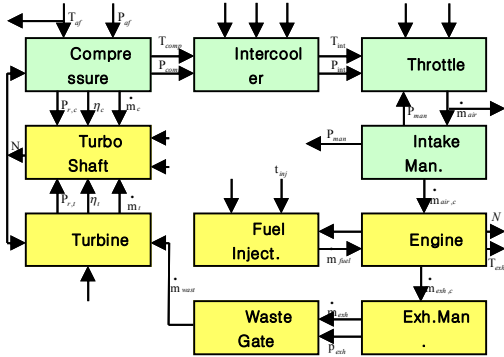 T_af P_af
Compre
ssure
T_comp
P_com
Intercool
er
T_int
P_int
Throttle
P_r,c η_c ṁ_c
P_man ṁ_air
N
Turbo
Shaft
P_man
Intake
Man.
P_r,t η_t ṁ_t
t_inj
ṁ_air,c
Turbine
Fuel
Inject.
m_fuel
Engine
N
T_exh
ṁ_wast
ṁ_exh,c
Waste
Gate
ṁ_exh
P_exh
Exh.Man
.